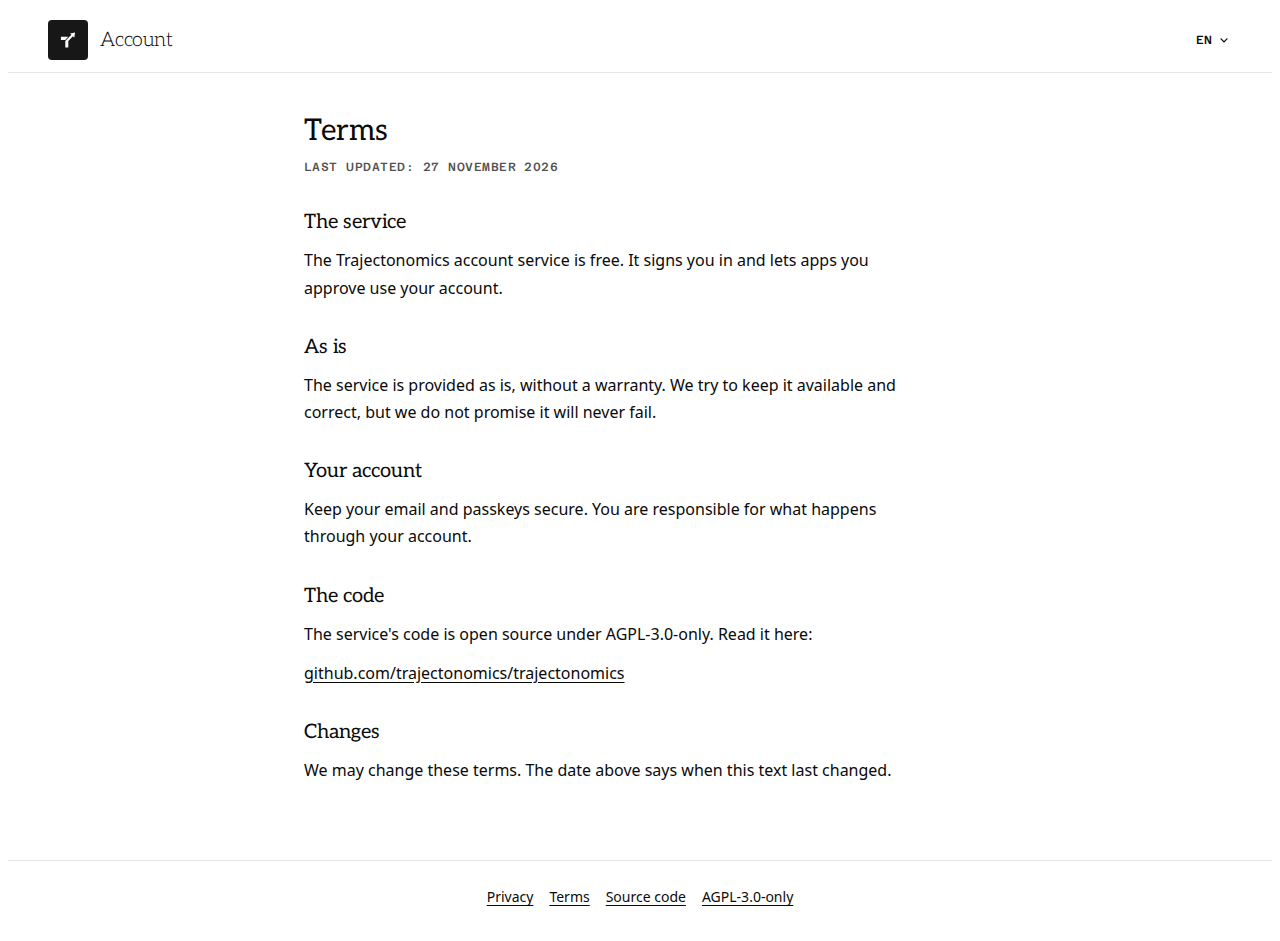 Account
EN
Terms
LAST UPDATED: 27 NOVEMBER 2026
The service
The Trajectonomics account service is free. It signs you in and lets apps you
approve use your account.
As is
The service is provided as is, without a warranty. We try to keep it available and
correct, but we do not promise it will never fail.
Your account
Keep your email and passkeys secure. You are responsible for what happens
through your account.
The code
The service's code is open source under AGPL-3.0-only. Read it here:
github.com/trajectonomics/trajectonomics
Changes
We may change these terms. The date above says when this text last changed.
Privacy Terms Source code AGPL-3.0-only